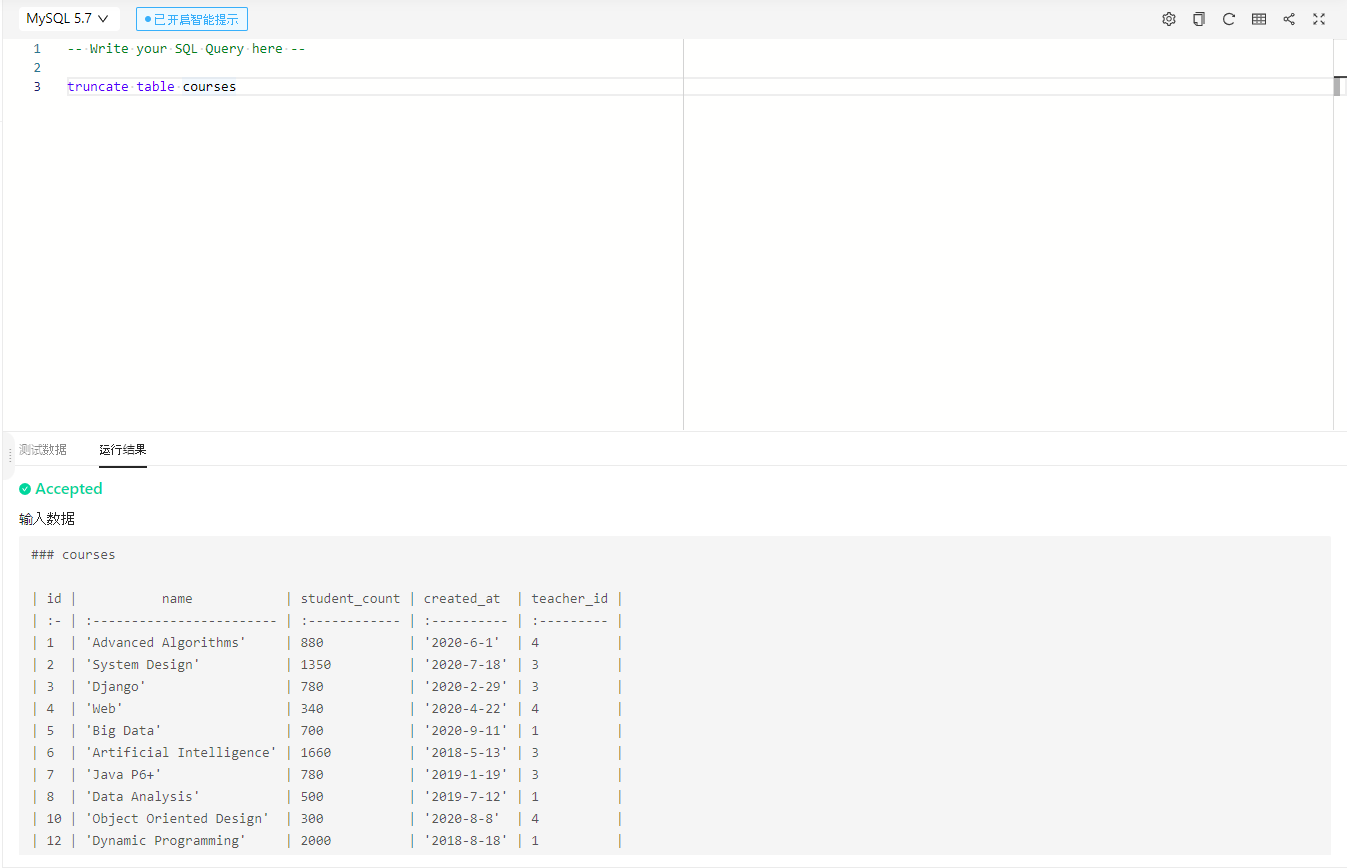 MySQL 5.7 已开启智能提示
1 -- Write your SQL Query here --
2
3 truncate table courses
测试数据 运行结果
Accepted
输入数据
### courses
| id | name | student_count | created_at | teacher_id |
| :- | :------------------------ | :------------ | :---------- | :--------- |
| 1 | 'Advanced Algorithms' | 880 | '2020-6-1' | 4 |
| 2 | 'System Design' | 1350 | '2020-7-18' | 3 |
| 3 | 'Django' | 780 | '2020-2-29' | 3 |
| 4 | 'Web' | 340 | '2020-4-22' | 4 |
| 5 | 'Big Data' | 700 | '2020-9-11' | 1 |
| 6 | 'Artificial Intelligence' | 1660 | '2018-5-13' | 3 |
| 7 | 'Java P6+' | 780 | '2019-1-19' | 3 |
| 8 | 'Data Analysis' | 500 | '2019-7-12' | 1 |
| 10 | 'Object Oriented Design' | 300 | '2020-8-8' | 4 |
| 12 | 'Dynamic Programming' | 2000 | '2018-8-18' | 1 |